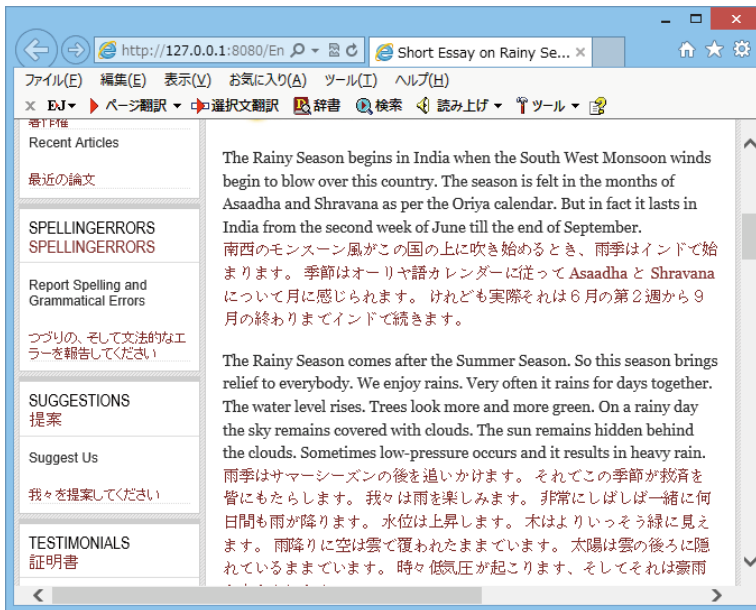 http://127.0.0.1:8080/En
Short Essay on Rainy Se... ×
ファイル(F) 編集(E) 表示(V) お気に入り(A) ツール(T) ヘルプ(H)
× EJ ページ翻訳 選択文翻訳 辞書 検索 読み上げ ツール
著作権
Recent Articles
最近の論文
SPELLINGERRORS
SPELLINGERRORS
Report Spelling and
Grammatical Errors
つづりの、そして文法的なエ
ラーを報告してください
SUGGESTIONS
提案
Suggest Us
我々を提案してください
TESTIMONIALS
証明書
The Rainy Season begins in India when the South West Monsoon winds
begin to blow over this country. The season is felt in the months of
Asaadha and Shravana as per the Oriya calendar. But in fact it lasts in
India from the second week of June till the end of September.
南西のモンスーン風がこの国の上に吹き始めるとき、雨季はインドで始
まります。 季節はオーリヤ語カレンダーに従って Asaadha と Shravana
について月に感じられます。 けれども実際それは６月の第２週から９
月の終わりまでインドで続きます。
The Rainy Season comes after the Summer Season. So this season brings
relief to everybody. We enjoy rains. Very often it rains for days together.
The water level rises. Trees look more and more green. On a rainy day
the sky remains covered with clouds. The sun remains hidden behind
the clouds. Sometimes low-pressure occurs and it results in heavy rain.
雨季はサマーシーズンの後を追いかけます。 それでこの季節が救済を
皆にもたらします。 我々は雨を楽しみます。 非常にしばしば一緒に何
日間も雨が降ります。 水位は上昇します。 木はよりいっそう緑に見え
ます。 雨降りに空は雲で覆われたままでいます。 太陽は雲の後ろに隠
れているままでいます。 時々低気圧が起こります、そしてそれは豪雨